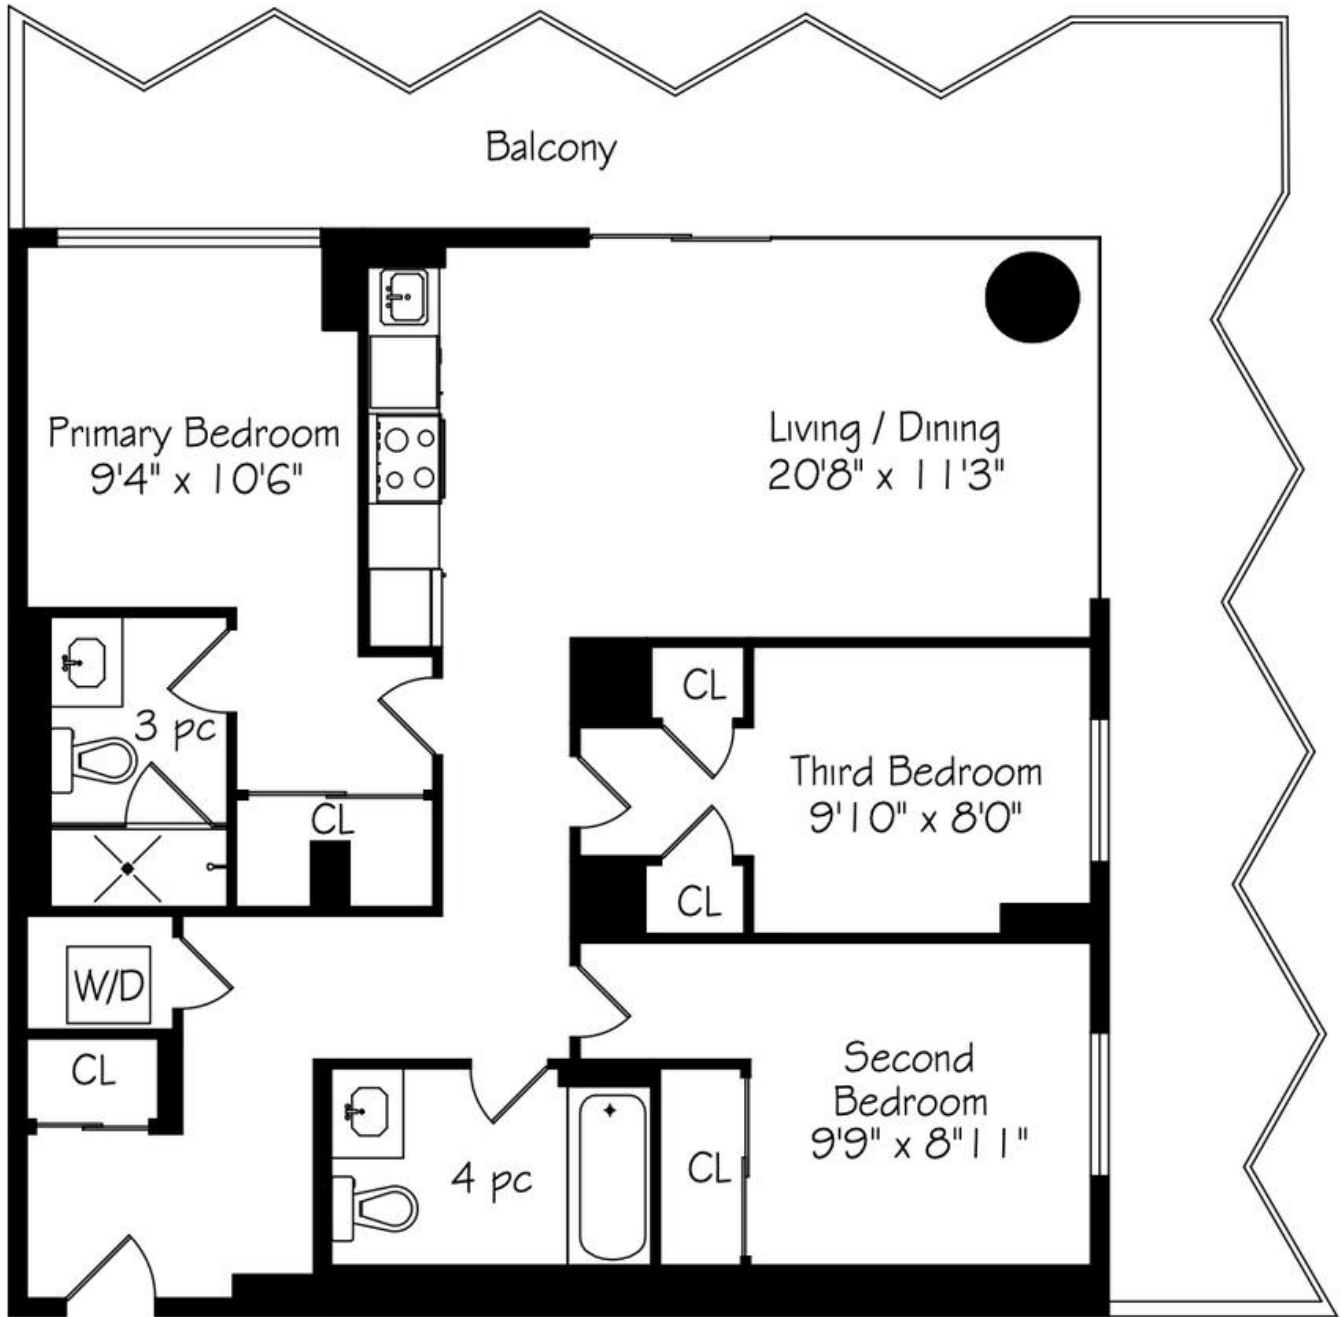 Balcony
Primary Bedroom
9'4" x 10'6"
Living / Dining
20'8" x 11'3"
3 pc
CL
CL
Third Bedroom
9'10" x 8'0"
CL
W/D
CL
Second
Bedroom
9'9" x 8"11"
4 pc
CL